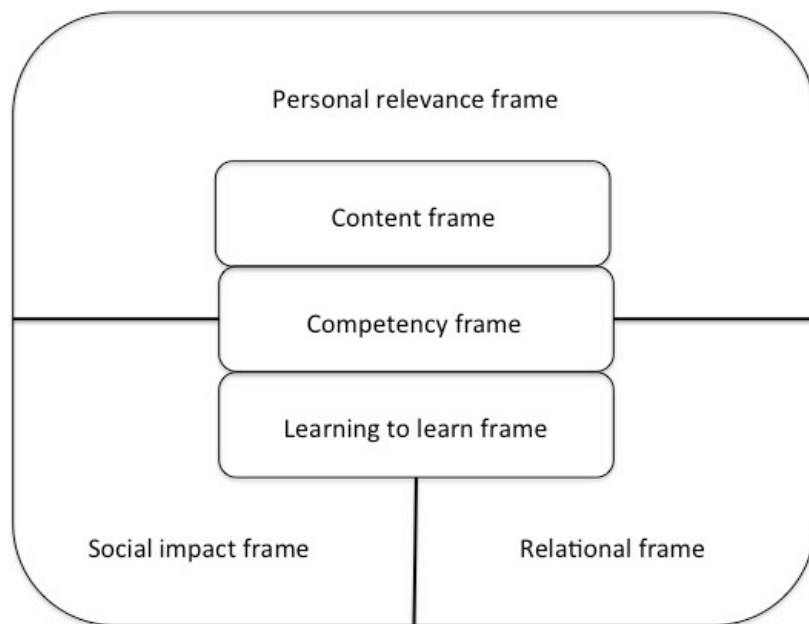 Personal relevance frame
Content frame
Competency frame
Learning to learn frame
Social impact frame
Relational frame